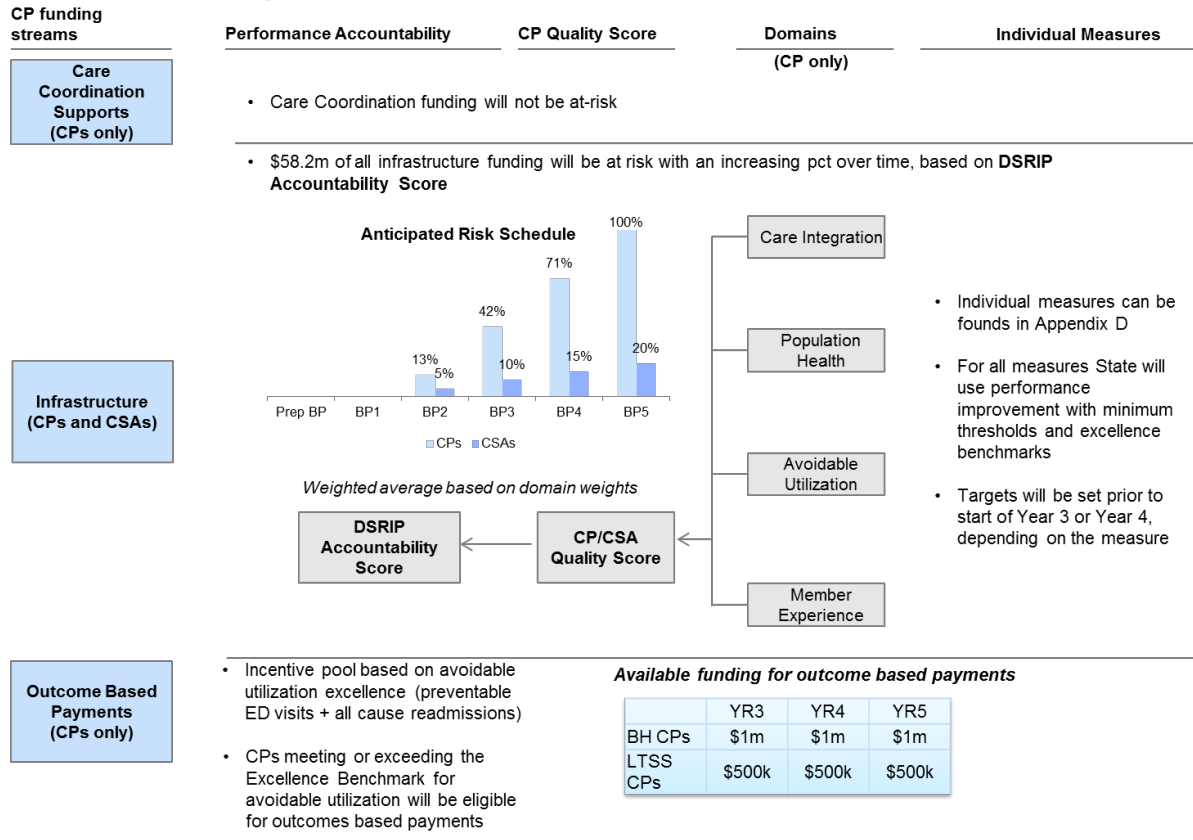 CP funding
streams
Performance Accountability
CP Quality Score
Domains
(CP only)
Individual Measures
Care
Coordination
Supports
(CPs only)
• Care Coordination funding will not be at-risk
• $58.2m of all infrastructure funding will be at risk with an increasing pct over time, based on DSRIP
Accountability Score
Infrastructure
(CPs and CSAs)
Anticipated Risk Schedule
13%
5%
42%
10%
71%
15%
100%
20%
Prep BP
BP1
BP2
BP3
BP4
BP5
CPs
CSAs
Weighted average based on domain weights
DSRIP
Accountability
Score
CP/CSA
Quality Score
Care Integration
Population
Health
Avoidable
Utilization
Member
Experience
• Individual measures can be
founds in Appendix D
• For all measures State will
use performance
improvement with minimum
thresholds and excellence
benchmarks
• Targets will be set prior to
start of Year 3 or Year 4,
depending on the measure
Outcome Based
Payments
(CPs only)
• Incentive pool based on avoidable
utilization excellence (preventable
ED visits + all cause readmissions)
• CPs meeting or exceeding the
Excellence Benchmark for
avoidable utilization will be eligible
for outcomes based payments
Available funding for outcome based payments
YR3 YR4 YR5
BH CPs $1m $1m $1m
LTSS
CPs $500k $500k $500k